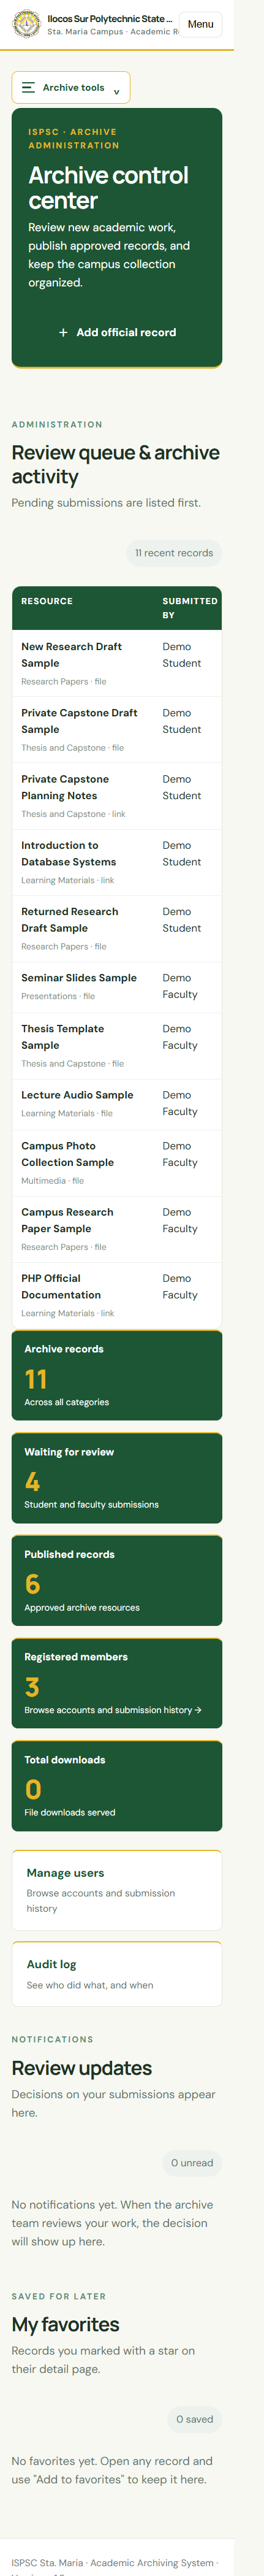 Ilocos Sur Polytechnic State ...
Sta. Maria Campus · Academic R
Menu
Archive tools
ISPSC · ARCHIVE
ADMINISTRATION
Archive control
center
Review new academic work,
publish approved records, and
keep the campus collection
organized.
+ Add official record
ADMINISTRATION
Review queue & archive
activity
Pending submissions are listed first.
11 recent records
RESOURCE
SUBMITTED
BY
New Research Draft
Sample
Research Papers · file
Demo
Student
Private Capstone Draft
Sample
Thesis and Capstone · file
Demo
Student
Private Capstone
Planning Notes
Thesis and Capstone · link
Demo
Student
Introduction to
Database Systems
Learning Materials · link
Demo
Student
Returned Research
Draft Sample
Research Papers · file
Demo
Student
Seminar Slides Sample
Presentations · file
Demo
Faculty
Thesis Template
Sample
Thesis and Capstone · file
Demo
Faculty
Lecture Audio Sample
Learning Materials · file
Demo
Faculty
Campus Photo
Collection Sample
Multimedia · file
Demo
Faculty
Campus Research
Paper Sample
Research Papers · file
Demo
Faculty
PHP Official
Documentation
Learning Materials · link
Demo
Faculty
Archive records
11
Across all categories
Waiting for review
4
Student and faculty submissions
Published records
6
Approved archive resources
Registered members
3
Browse accounts and submission history →
Total downloads
0
File downloads served
Manage users
Browse accounts and submission
history
Audit log
See who did what, and when
NOTIFICATIONS
Review updates
Decisions on your submissions appear
here.
0 unread
No notifications yet. When the archive
team reviews your work, the decision
will show up here.
SAVED FOR LATER
My favorites
Records you marked with a star on
their detail page.
0 saved
No favorites yet. Open any record and
use "Add to favorites" to keep it here.
ISPSC Sta. Maria · Academic Archiving System ·